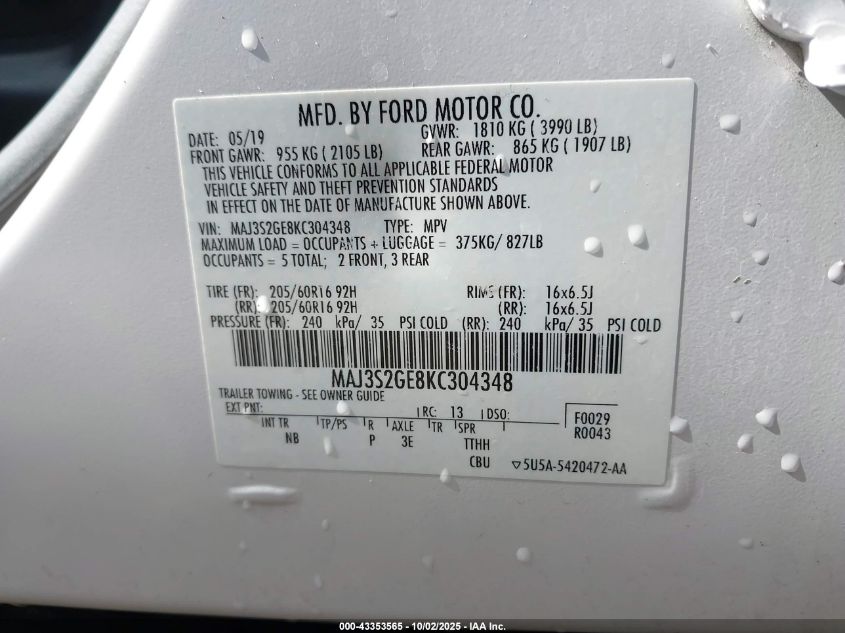 MFD. BY FORD MOTOR CO.
DATE: 05/19 GVWR: 1810 KG ( 3990 LB)
FRONT GAWR: 955 KG ( 2105 LB) REAR GAWR: 865 KG ( 1907 LB)
THIS VEHICLE CONFORMS TO ALL APPLICABLE FEDERAL MOTOR
VEHICLE SAFETY AND THEFT PREVENTION STANDARDS
IN EFFECT ON THE DATE OF MANUFACTURE SHOWN ABOVE.
VIN: MAJ3S2GE8KC304348 TYPE: MPV
MAXIMUM LOAD = OCCUPANTS + LUGGAGE = 375KG/ 827LB
OCCUPANTS = 5 TOTAL; 2 FRONT, 3 REAR
TIRE (FR): 205/60R16 92H RIMS (FR): 16x6.5J
(RR): 205/60R16 92H (RR): 16x6.5J
PRESSURE (FR): 240 kPa/ 35 PSI COLD (RR): 240 kPa/ 35 PSI COLD
MAJ3S2GE8KC304348
TRAILER TOWING - SEE OWNER GUIDE
EXT PNT: RC: 13 DSO: F0029
INT TR TP/PS R AXLE TR SPR R0043
NB P 3E TTHH
CBU ▽5U5A-5420472-AA
000-43353565 - 10/02/2025 - IAA Inc.